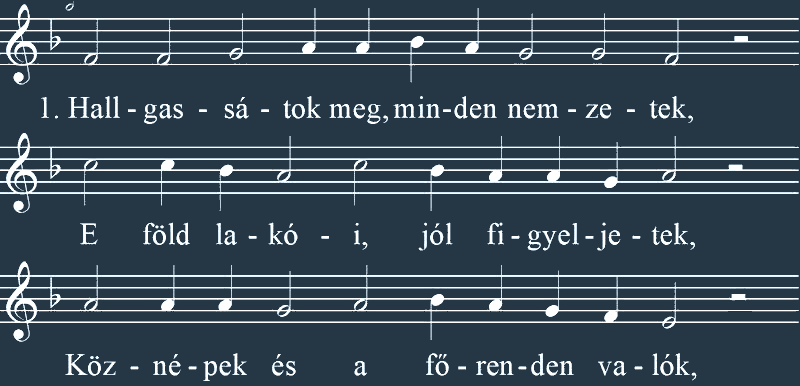 1. Hall - gas - sá - tok meg, min-den nem - ze - tek,
E föld la - kó - i, jól fi - gyel - je - tek,
Köz - né - pek és a fő - ren - den va - lók,